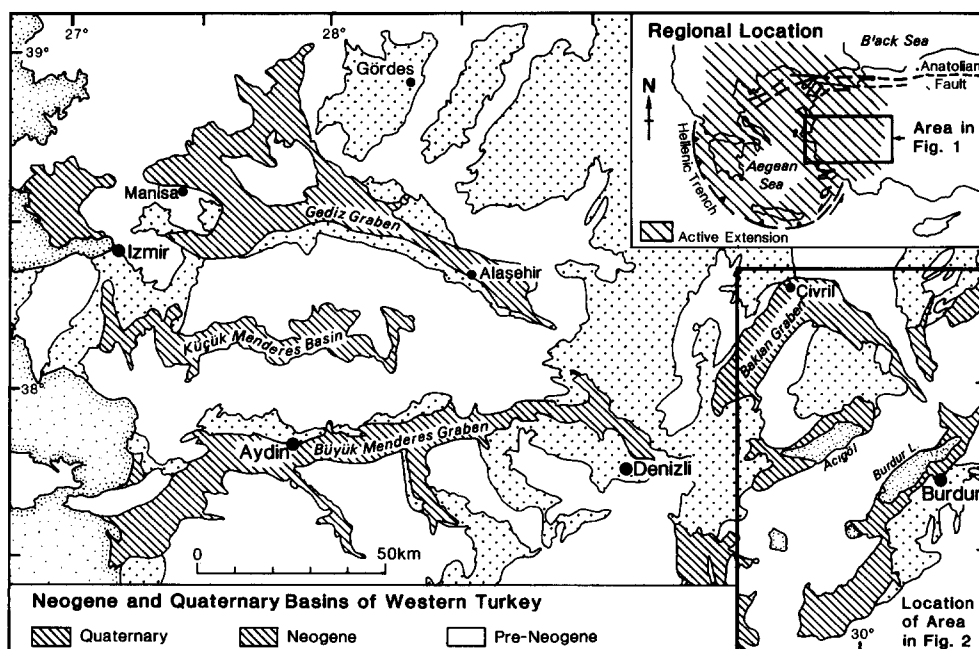 27°
28°
39°
Gördes
Manisa
Gediz Graben
Izmir
Alaşehir
Küçük Menderes Basin
38°
Aydin
Büyük Menderes Graben
Denizli
0 50km
Regional Location
Black Sea
Anatolian
Fault
N
Area in
Fig. 1
Hellenic Trench
Aegean
Sea
Active Extension
Çivril
Baklan Graben
Acıgöl
Burdur L.
Burdur
Location
of Area
in Fig. 2
30°
Neogene and Quaternary Basins of Western Turkey
Quaternary Neogene Pre-Neogene